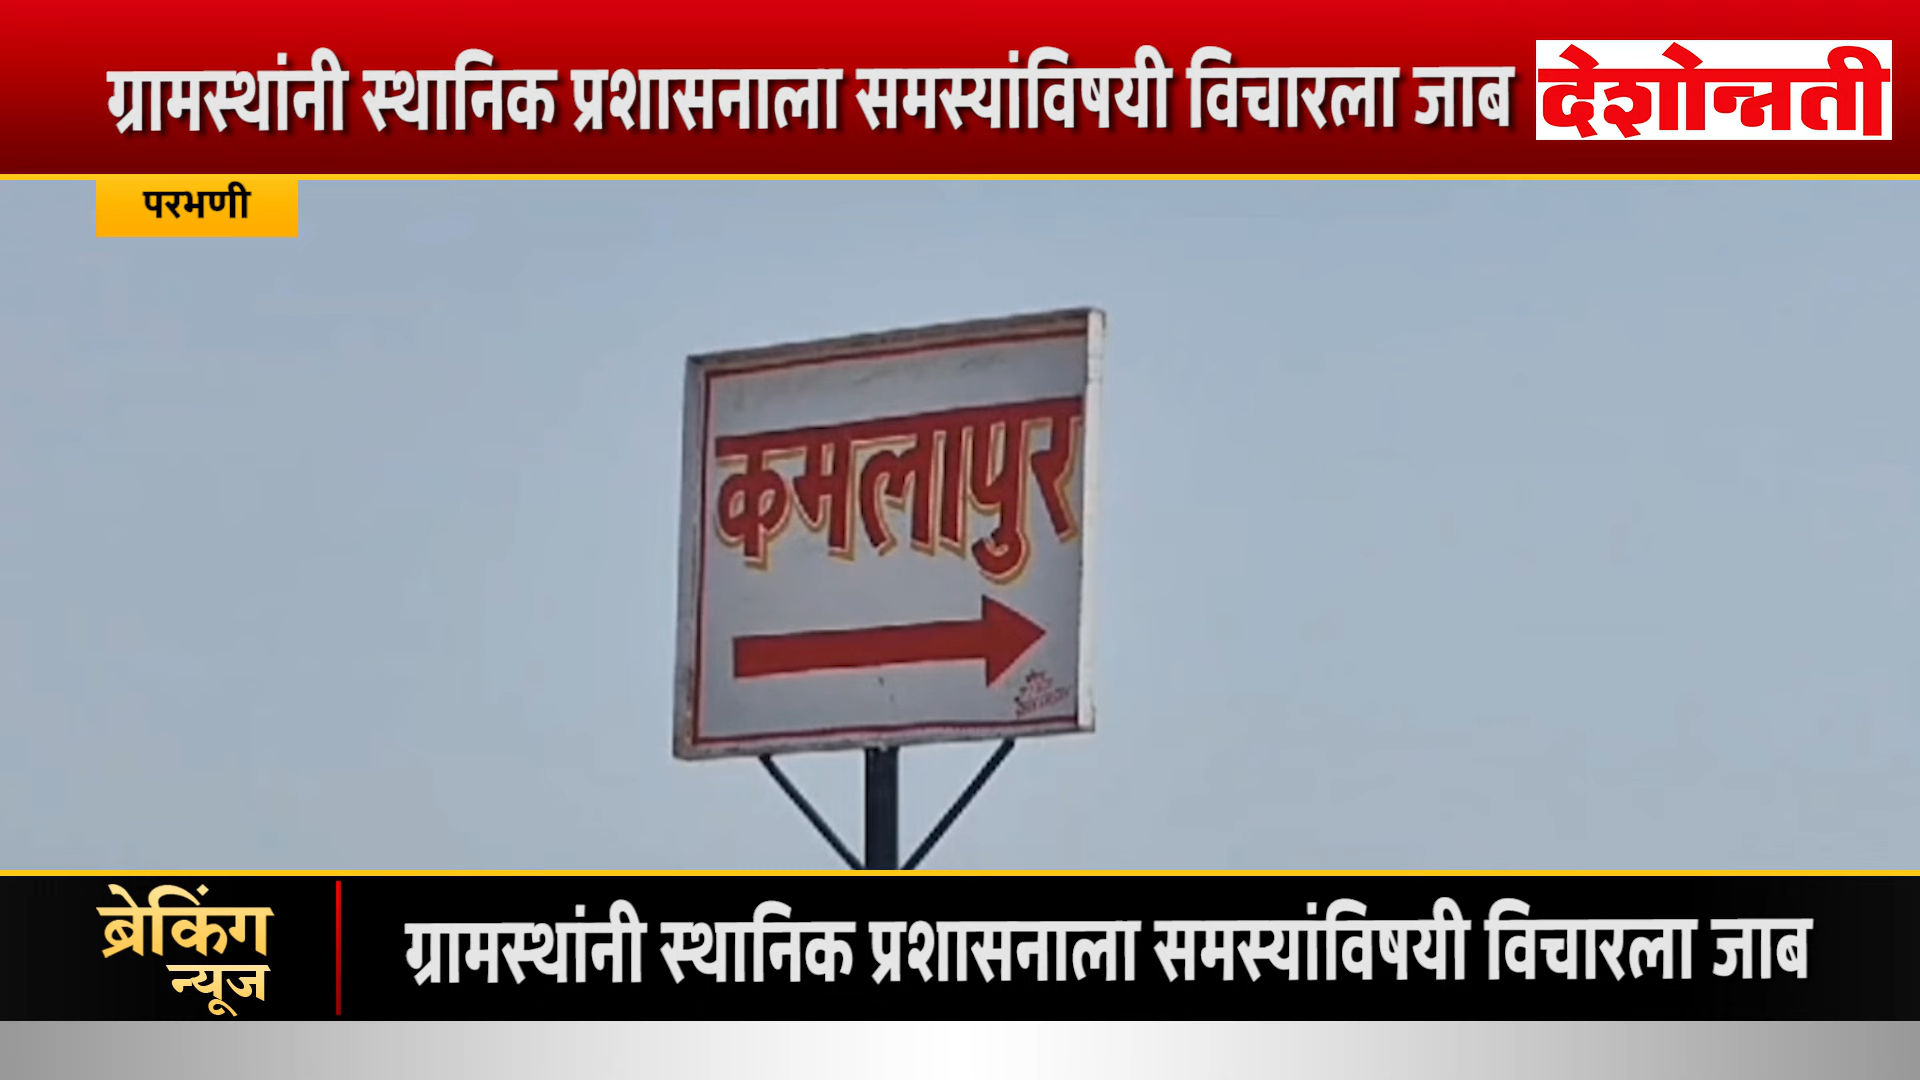 ग्रामस्थांनी स्थानिक प्रशासनाला समस्यांविषयी विचारला जाब
देशोन्नती
परभणी
कमलापुर
ब्रेकिंग
न्यूज
ग्रामस्थांनी स्थानिक प्रशासनाला समस्यांविषयी विचारला जाब